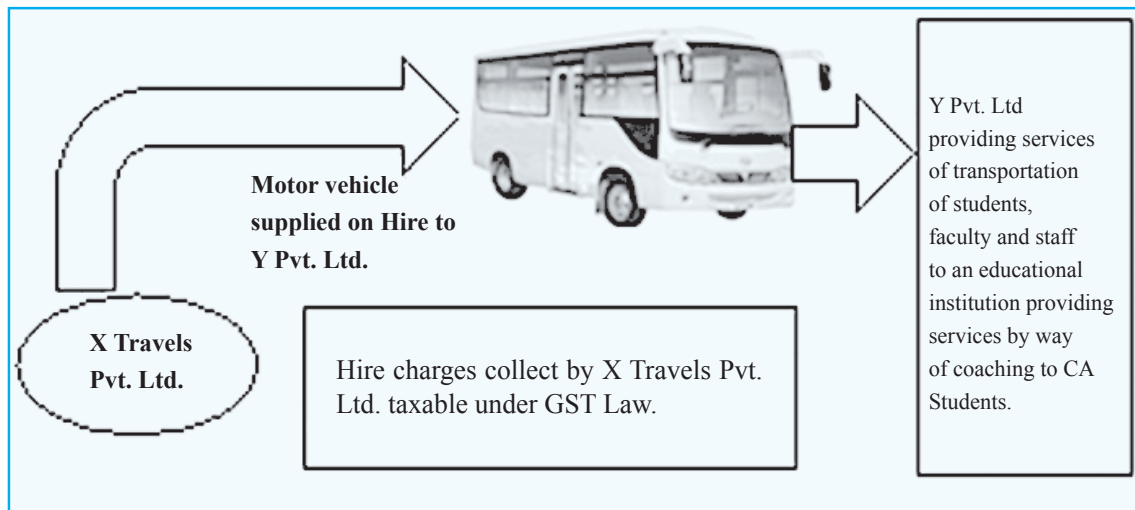 Motor vehicle
supplied on Hire to
Y Pvt. Ltd.
X Travels
Pvt. Ltd.
Hire charges collect by X Travels Pvt.
Ltd. taxable under GST Law.
Y Pvt. Ltd
providing services
of transportation
of students,
faculty and staff
to an educational
institution providing
services by way
of coaching to CA
Students.